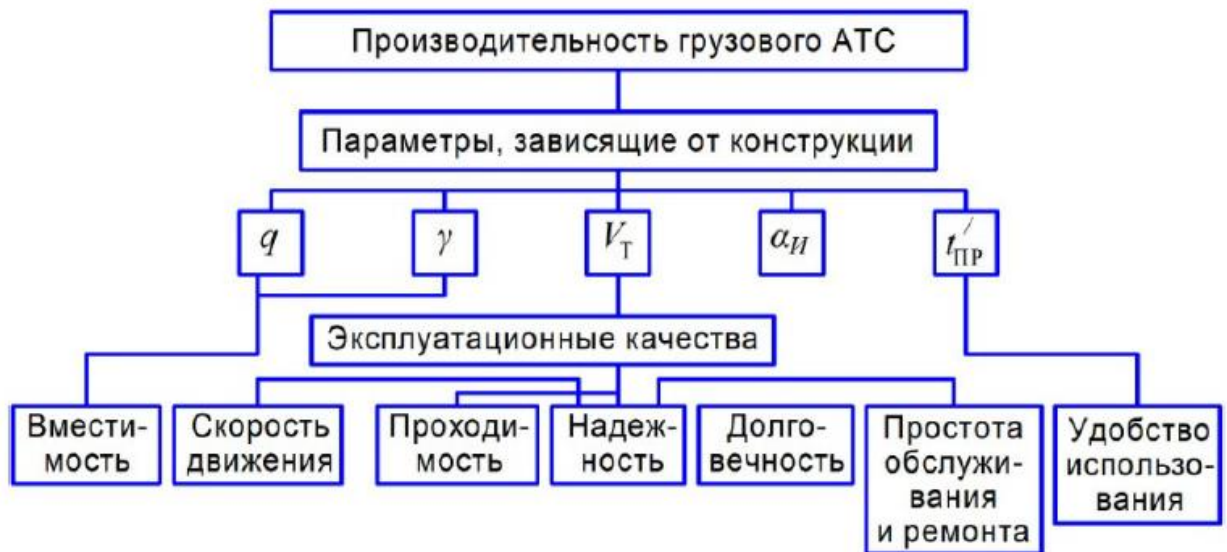 Производительность грузового АТС
Параметры, зависящие от конструкции
q
γ
V_Т
α_И
t′_ПР
Эксплуатационные качества
Вмести-
мость
Скорость
движения
Проходи-
мость
Надеж-
ность
Долго-
вечность
Простота
обслужи-
вания
и ремонта
Удобство
использо-
вания